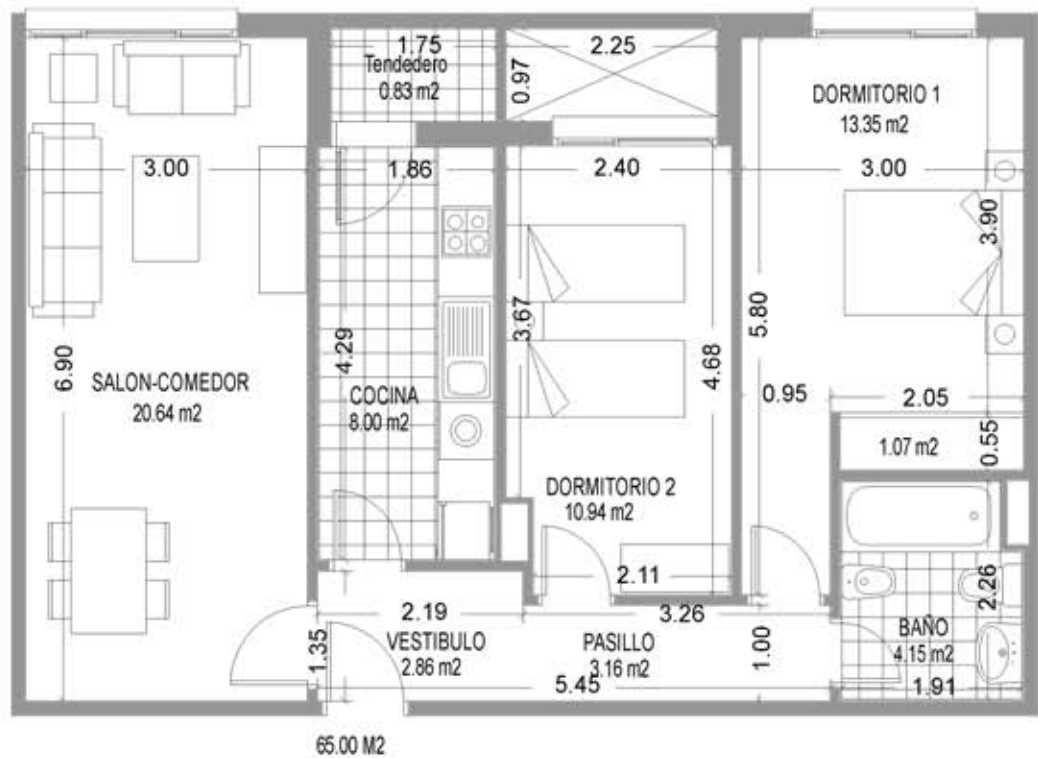 1.75
Tendedero
0.83 m2
0.97
2.25
DORMITORIO 1
13.35 m2
3.00
1.86
2.40
3.00
3.90
6.90
SALON-COMEDOR
20.64 m2
4.29
COCINA
8.00 m2
3.67
4.68
5.80
0.95
2.05
1.07 m2
0.55
DORMITORIO 2
10.94 m2
2.11
2.26
2.19
VESTIBULO
2.86 m2
1.35
3.26
PASILLO
3.16 m2
5.45
1.00
BAÑO
4.15 m2
1.91
65.00 M2